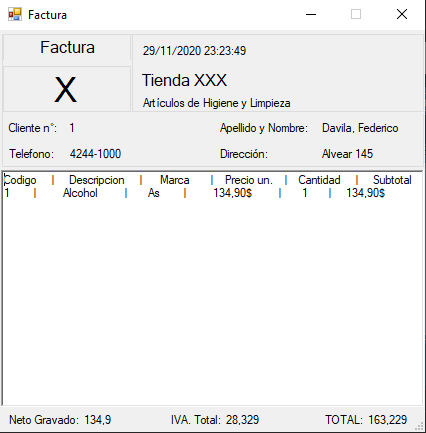 Factura
Factura
X
29/11/2020 23:23:49
Tienda XXX
Artículos de Higiene y Limpieza
Cliente n°: 1 Apellido y Nombre: Davila, Federico
Telefono: 4244-1000 Dirección: Alvear 145
Codigo | Descripcion | Marca | Precio un. | Cantidad | Subtotal
1 | Alcohol | As | 134,90$ | 1 | 134,90$
Neto Gravado: 134,9 IVA. Total: 28,329 TOTAL: 163,229